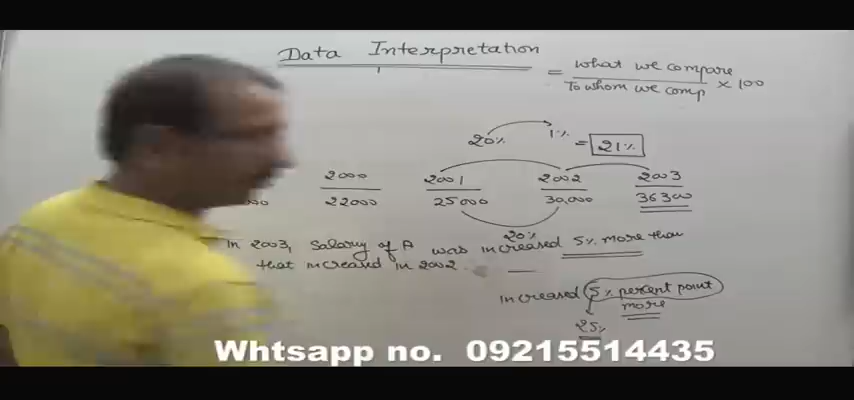 Data Interpretation
= what we compare
To whom we comp × 100
20% 1% = 21%
2000 2001 2002 2003
000 22000 25000 30,000 36300
20%
In 2003, Salary of A was increased 5% more than
that increased in 2002.
increased 5% percent point
more
25%
Whtsapp no. 09215514435